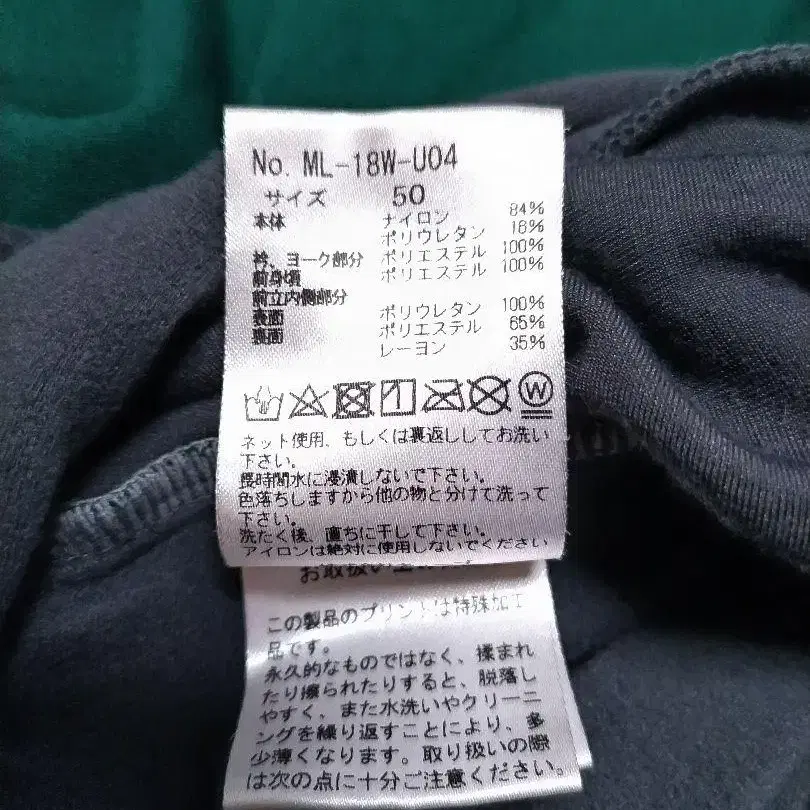 No. ML-18W-U04
サイズ 50
本体 ナイロン 84%
ポリウレタン 16%
衿、ヨーク部分 ポリエステル 100%
前身頃 ポリエステル 100%
前立内側部分
表面 ポリウレタン 100%
裏面 ポリエステル 65%
レーヨン 35%
W
ネット使用、もしくは裏返ししてお洗い
下さい。
長時間水に浸漬しないで下さい。
色落ちしますから他の物と分けて洗って
下さい。
洗たく後、直ちに干して下さい。
アイロンは絶対に使用しないでください
お取扱い
この製品のプリントは特殊加工
品です。
永久的なものではなく、揉まれ
たり擦られたりすると、脱落し
やすく、また水洗いやクリーニ
ングを繰り返すことにより、多
少薄くなります。取り扱いの際
は次の点に十分ご注意ください。